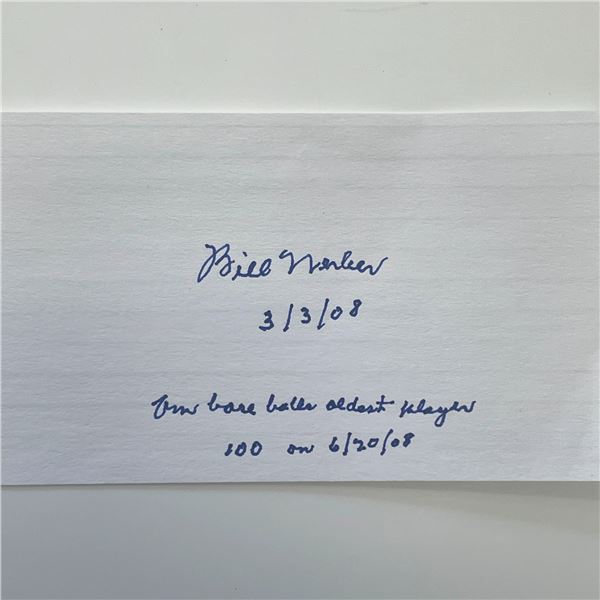 Bill Werber
3/3/08
Am base balls oldest player
100 on 6/20/08